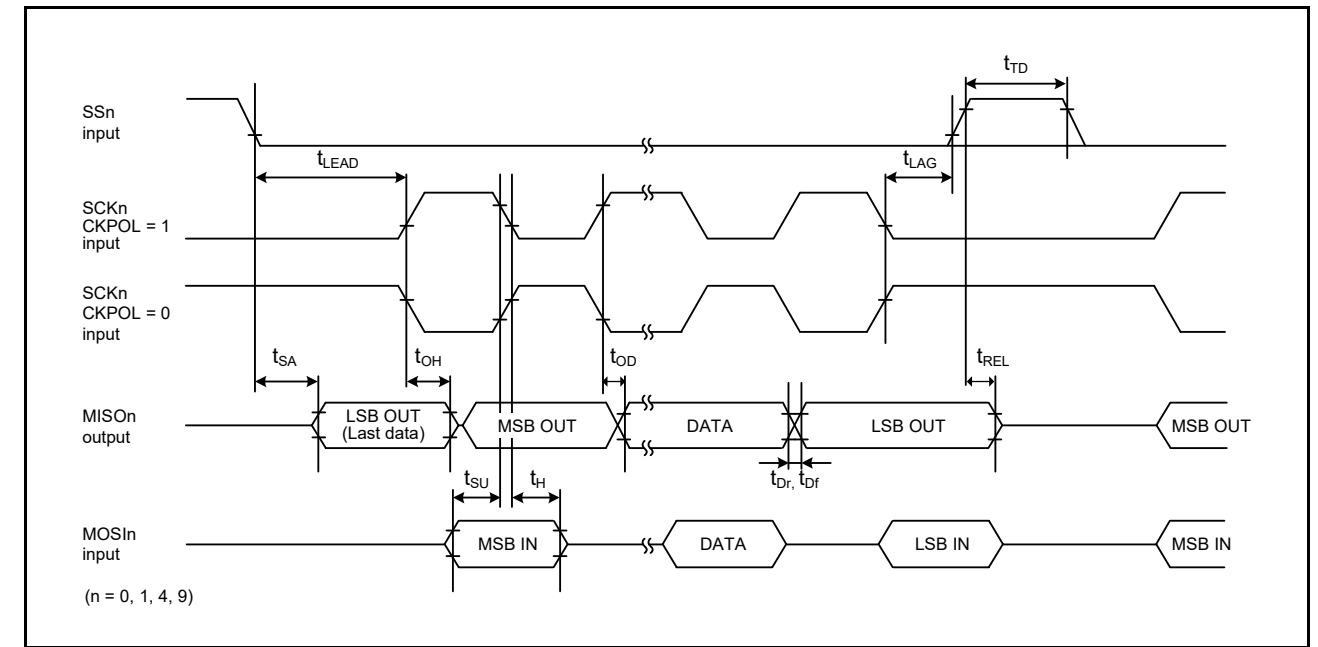 tTD
SSn
input
tLEAD
tLAG
SCKn
CKPOL = 1
input
SCKn
CKPOL = 0
input
tSA
tOH
tOD
tREL
MISOn
output
LSB OUT
(Last data)
MSB OUT
DATA
LSB OUT
MSB OUT
tSU
tH
tDr, tDf
MOSIn
input
MSB IN
DATA
LSB IN
MSB IN
(n = 0, 1, 4, 9)